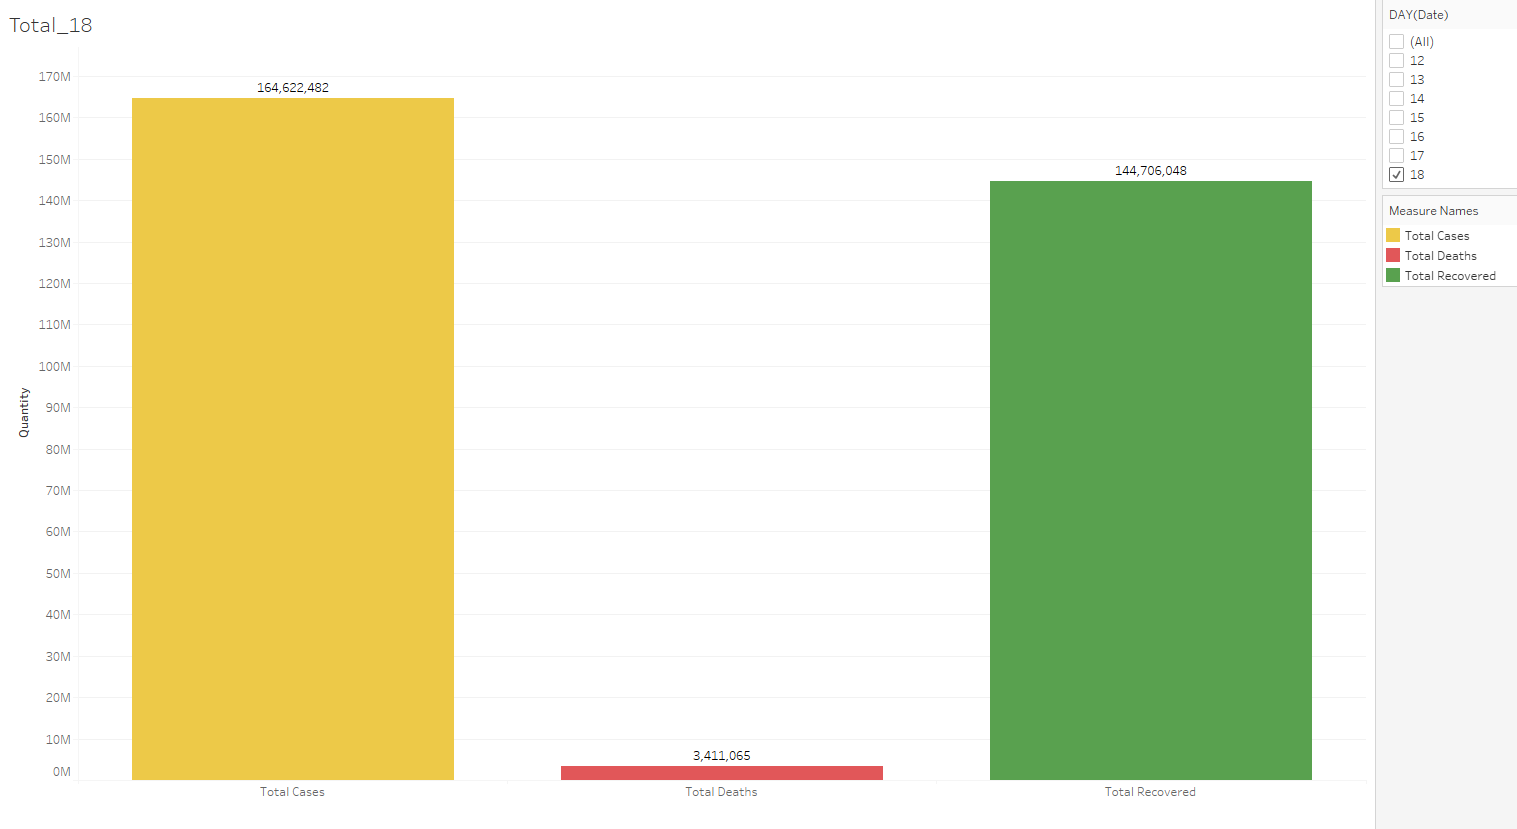 Total_18
170M
160M
150M
140M
130M
120M
110M
100M
90M
80M
70M
60M
50M
40M
30M
20M
10M
0M
Quantity
164,622,482
3,411,065
144,706,048
Total Cases
Total Deaths
Total Recovered
DAY(Date)
(All)
12
13
14
15
16
17
18
Measure Names
Total Cases
Total Deaths
Total Recovered